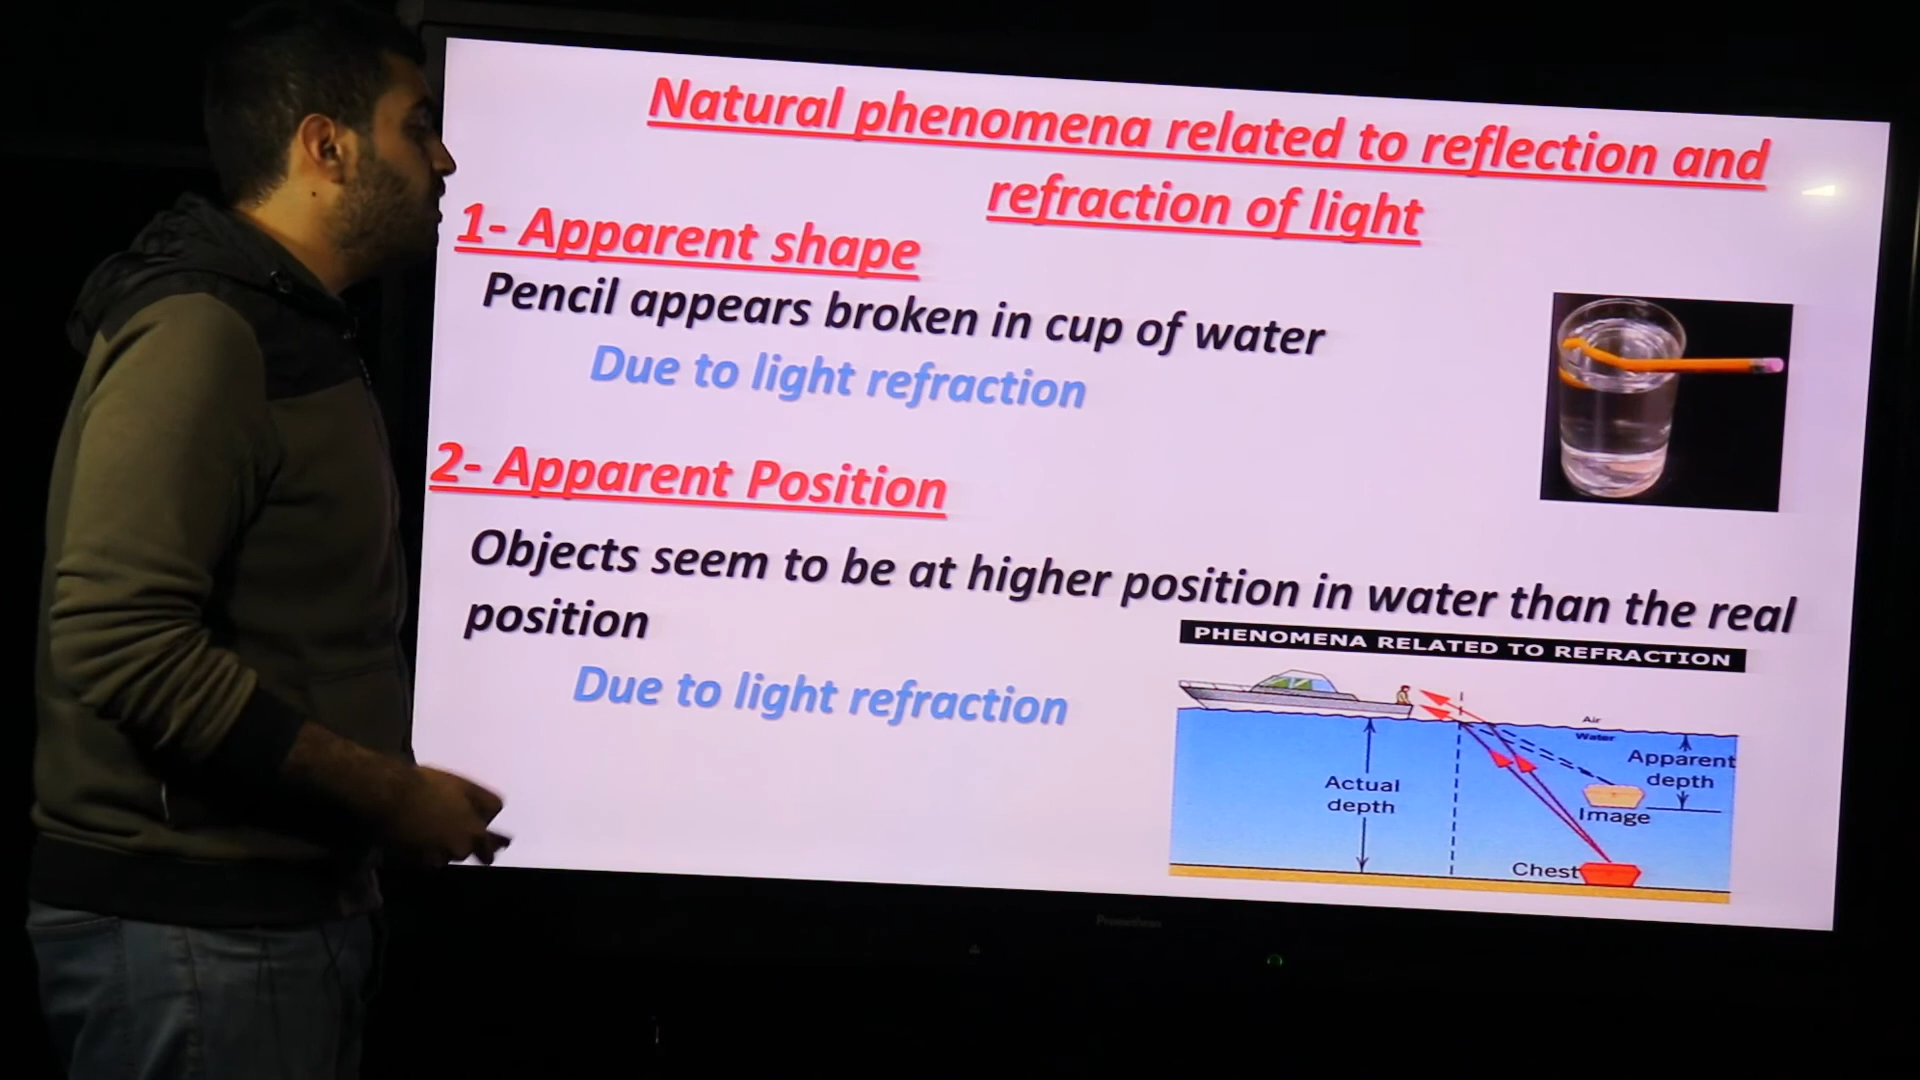 Natural phenomena related to reflection and
refraction of light
1- Apparent shape
Pencil appears broken in cup of water
Due to light refraction
2- Apparent Position
Objects seem to be at higher position in water than the real
position
Due to light refraction
PHENOMENA RELATED TO REFRACTION
Air
Water
Apparent
depth
Actual
depth
Image
Chest
Promethean